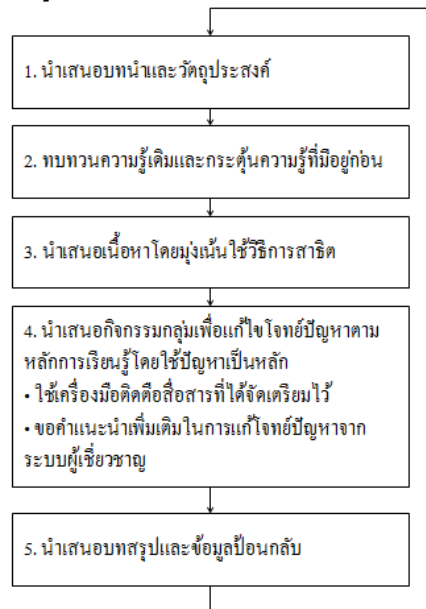 1. นำเสนอบทนำและวัตถุประสงค์
2. ทบทวนความรู้เดิมและกระตุ้นความรู้ที่มีอยู่ก่อน
3. นำเสนอเนื้อหาโดยมุ่งเน้นใช้วิธีการสาธิต
4. นำเสนอกิจกรรมกลุ่มเพื่อแก้ไขโจทย์ปัญหาตาม
หลักการเรียนรู้โดยใช้ปัญหาเป็นหลัก
• ใช้เครื่องมือติดต่อสื่อสารที่ได้จัดเตรียมไว้
• ขอคำแนะนำเพิ่มเติมในการแก้โจทย์ปัญหาจาก
ระบบผู้เชี่ยวชาญ
5. นำเสนอบทสรุปและข้อมูลป้อนกลับ